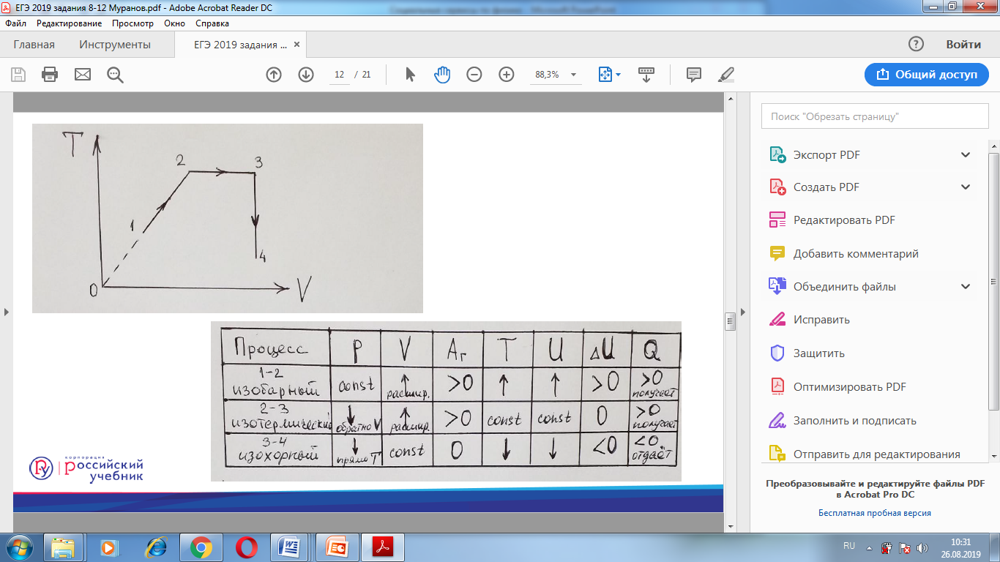 ЕГЭ 2019 задания 8-12 Муранов.pdf - Adobe Acrobat Reader DC
Файл Редактирование Просмотр Окно Справка
Главная Инструменты ЕГЭ 2019 задания ... × Войти
12 / 21 88,3% Общий доступ
T
2 3
1
4
0 V
Процесс P V Aг T U ΔU Q
1-2 изобарный const ↑ расшир. >0 ↑ ↑ >0 >0 получает
2-3 изотермический ↓ обратно V ↑ расшир. >0 const const 0 >0 получает
3-4 изохорный ↓ прямо T const 0 ↓ ↓ <0 <0 отдаёт
корпорация
российский
учебник
Поиск "Обрезать страницу"
Экспорт PDF
Создать PDF
Редактировать PDF
Добавить комментарий
Объединить файлы
Исправить
Защитить
Оптимизировать PDF
Заполнить и подписать
Отправить для редактирования
Преобразовывайте и редактируйте файлы PDF
в Acrobat Pro DC
Бесплатная пробная версия
RU 10:31
26.08.2019